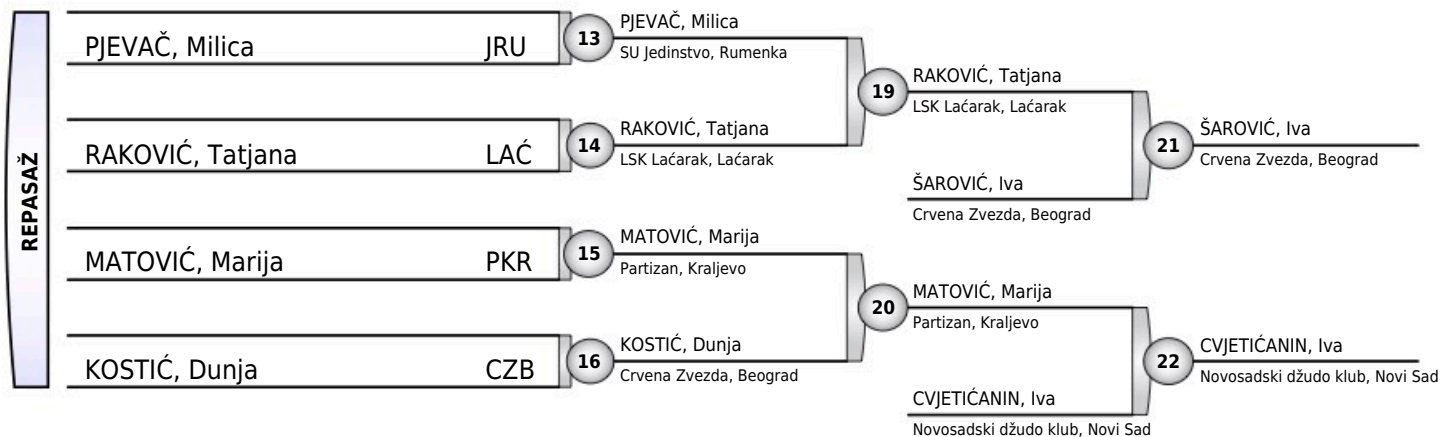 REPASAŽ
PJEVAČ, Milica JRU
RAKOVIĆ, Tatjana LAĆ
MATOVIĆ, Marija PKR
KOSTIĆ, Dunja CZB
13
PJEVAČ, Milica
SU Jedinstvo, Rumenka
14
RAKOVIĆ, Tatjana
LSK Laćarak, Laćarak
15
MATOVIĆ, Marija
Partizan, Kraljevo
16
KOSTIĆ, Dunja
Crvena Zvezda, Beograd
19
RAKOVIĆ, Tatjana
LSK Laćarak, Laćarak
ŠAROVIĆ, Iva
Crvena Zvezda, Beograd
20
MATOVIĆ, Marija
Partizan, Kraljevo
CVJETIĆANIN, Iva
Novosadski džudo klub, Novi Sad
21
ŠAROVIĆ, Iva
Crvena Zvezda, Beograd
22
CVJETIĆANIN, Iva
Novosadski džudo klub, Novi Sad